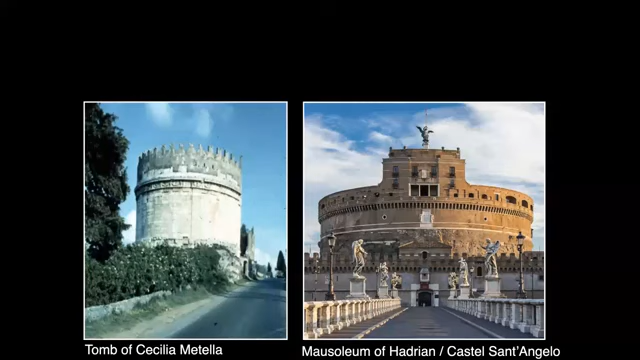 Tomb of Cecilia Metella
Mausoleum of Hadrian / Castel Sant'Angelo